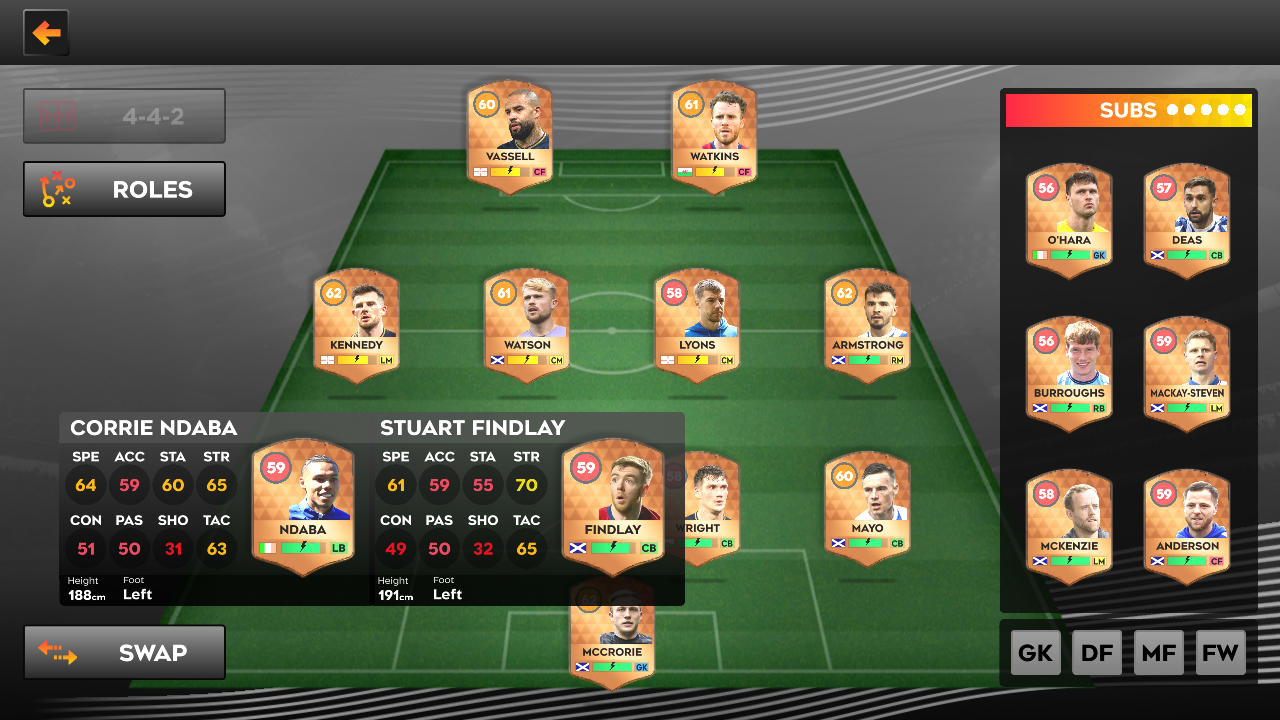 4-4-2
ROLES
60
VASSELL
CF
61
WATKINS
CF
62
KENNEDY
LM
61
WATSON
CM
58
LYONS
CM
62
ARMSTRONG
RM
CORRIE NDABA
SPE ACC STA STR
64 59 60 65
CON PAS SHO TAC
51 50 31 63
Height Foot
188cm Left
59
NDABA
LB
STUART FINDLAY
SPE ACC STA STR
61 59 55 70
CON PAS SHO TAC
49 50 32 65
Height Foot
191cm Left
59
FINDLAY
CB
58
WRIGHT
CB
60
MAYO
CB
MCCRORIE
GK
SWAP
SUBS
56
O'HARA
GK
57
DEAS
CB
56
BURROUGHS
RB
59
MACKAY-STEVEN
LM
58
MCKENZIE
LM
59
ANDERSON
CF
GK DF MF FW